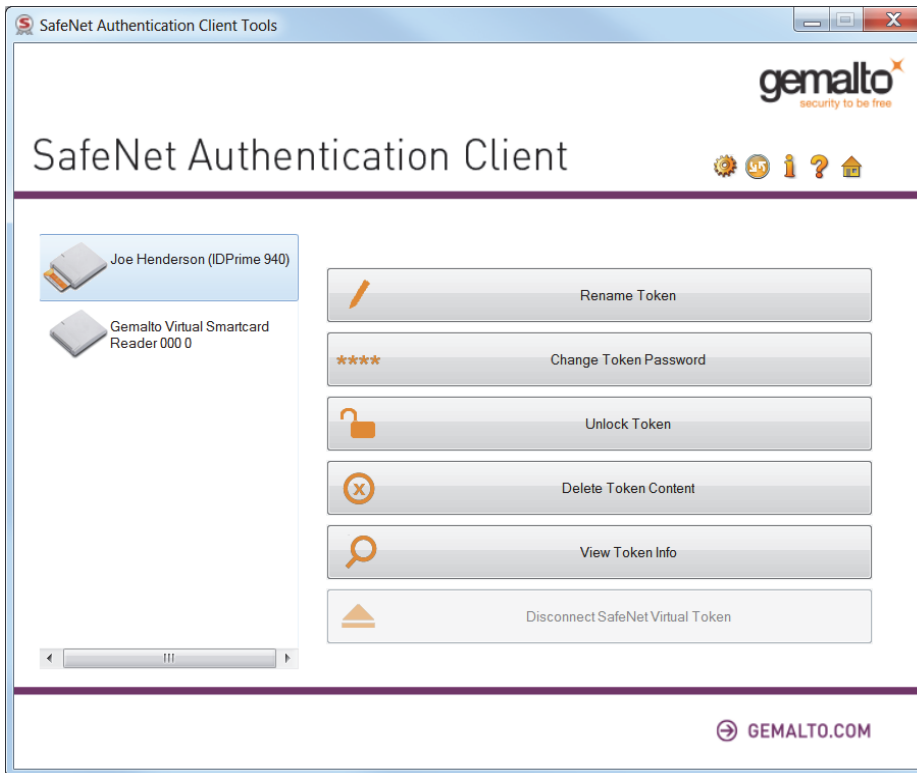 SafeNet Authentication Client Tools
gemalto
security to be free
SafeNet Authentication Client
Joe Henderson (IDPrime 940)
Gemalto Virtual Smartcard
Reader 000 0
Rename Token
**** Change Token Password
Unlock Token
Delete Token Content
View Token Info
Disconnect SafeNet Virtual Token
GEMALTO.COM